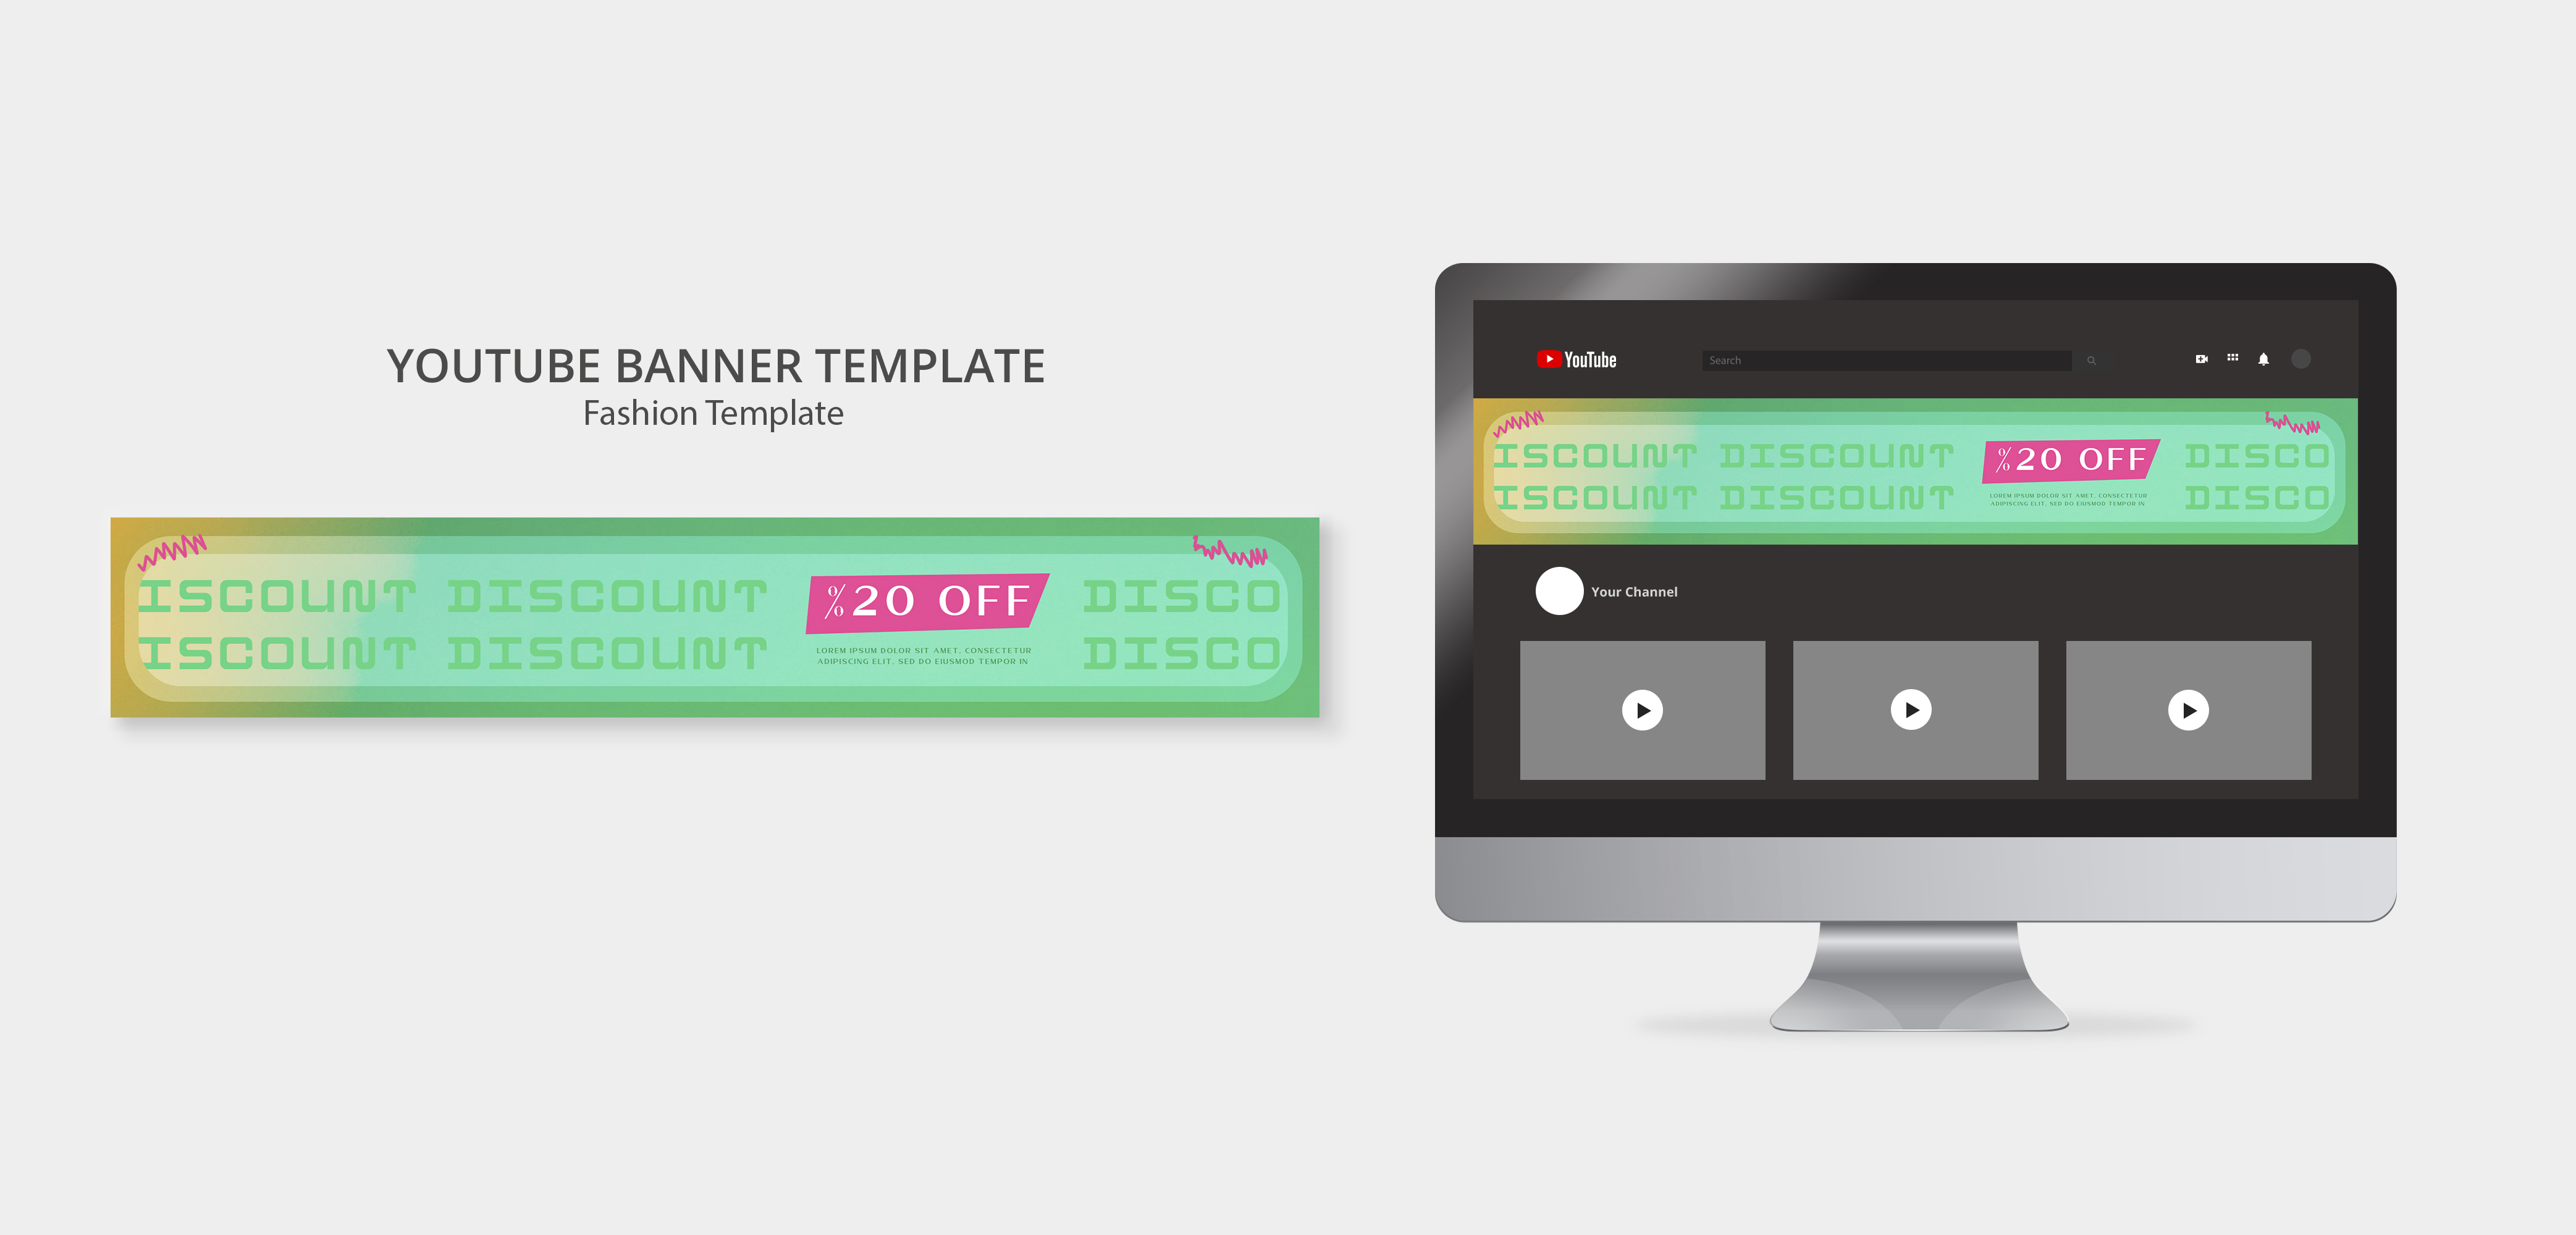 YOUTUBE BANNER TEMPLATE
Fashion Template
ISCOUNT DISCOUNT %20 OFF DISCO
ISCOUNT DISCOUNT DISCO
LOREM IPSUM DOLOR SIT AMET, CONSECTETUR
ADIPISCING ELIT, SED DO EIUSMOD TEMPOR IN
YouTube
Search
ISCOUNT DISCOUNT %20 OFF DISCO
ISCOUNT DISCOUNT DISCO
LOREM IPSUM DOLOR SIT AMET, CONSECTETUR
ADIPISCING ELIT, SED DO EIUSMOD TEMPOR IN
Your Channel